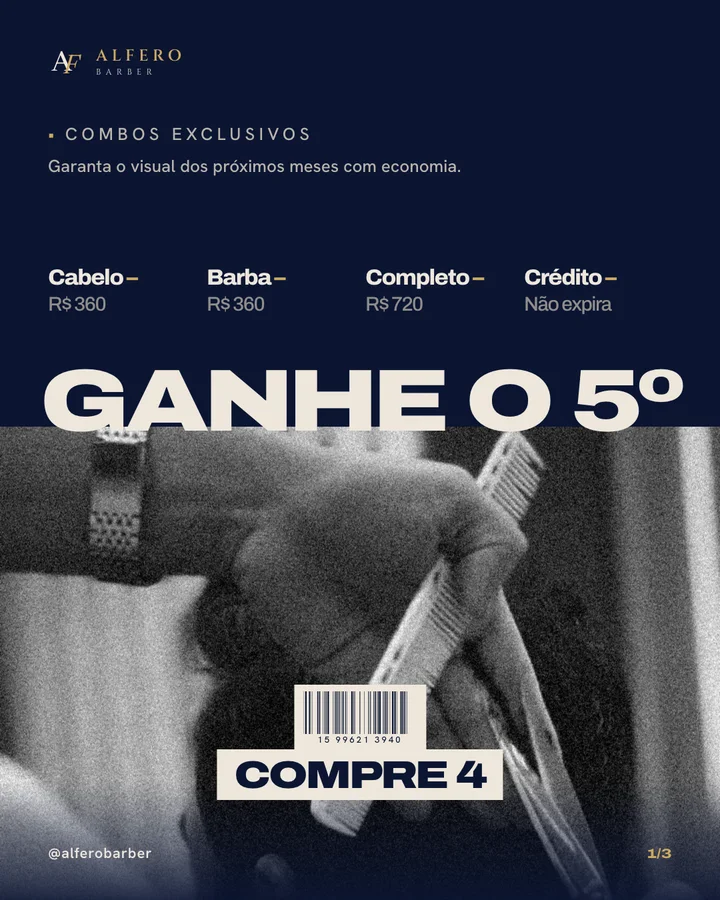 AF ALFERO
BARBER
COMBOS EXCLUSIVOS
Garanta o visual dos próximos meses com economia.
Cabelo – Barba – Completo – Crédito –
R$ 360 R$ 360 R$ 720 Não expira
GANHE O 5º
15 99621 3940
COMPRE 4
@alferobarber 1/3